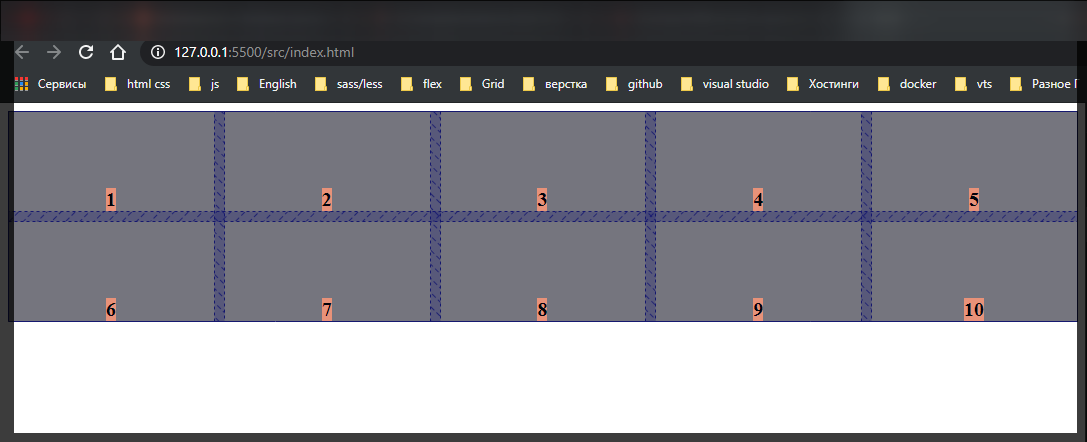 127.0.0.1:5500/src/index.html
Сервисы html css js English sass/less flex Grid верстка github visual studio Хостинги docker vts Разное Г
1 2 3 4 5
6 7 8 9 10